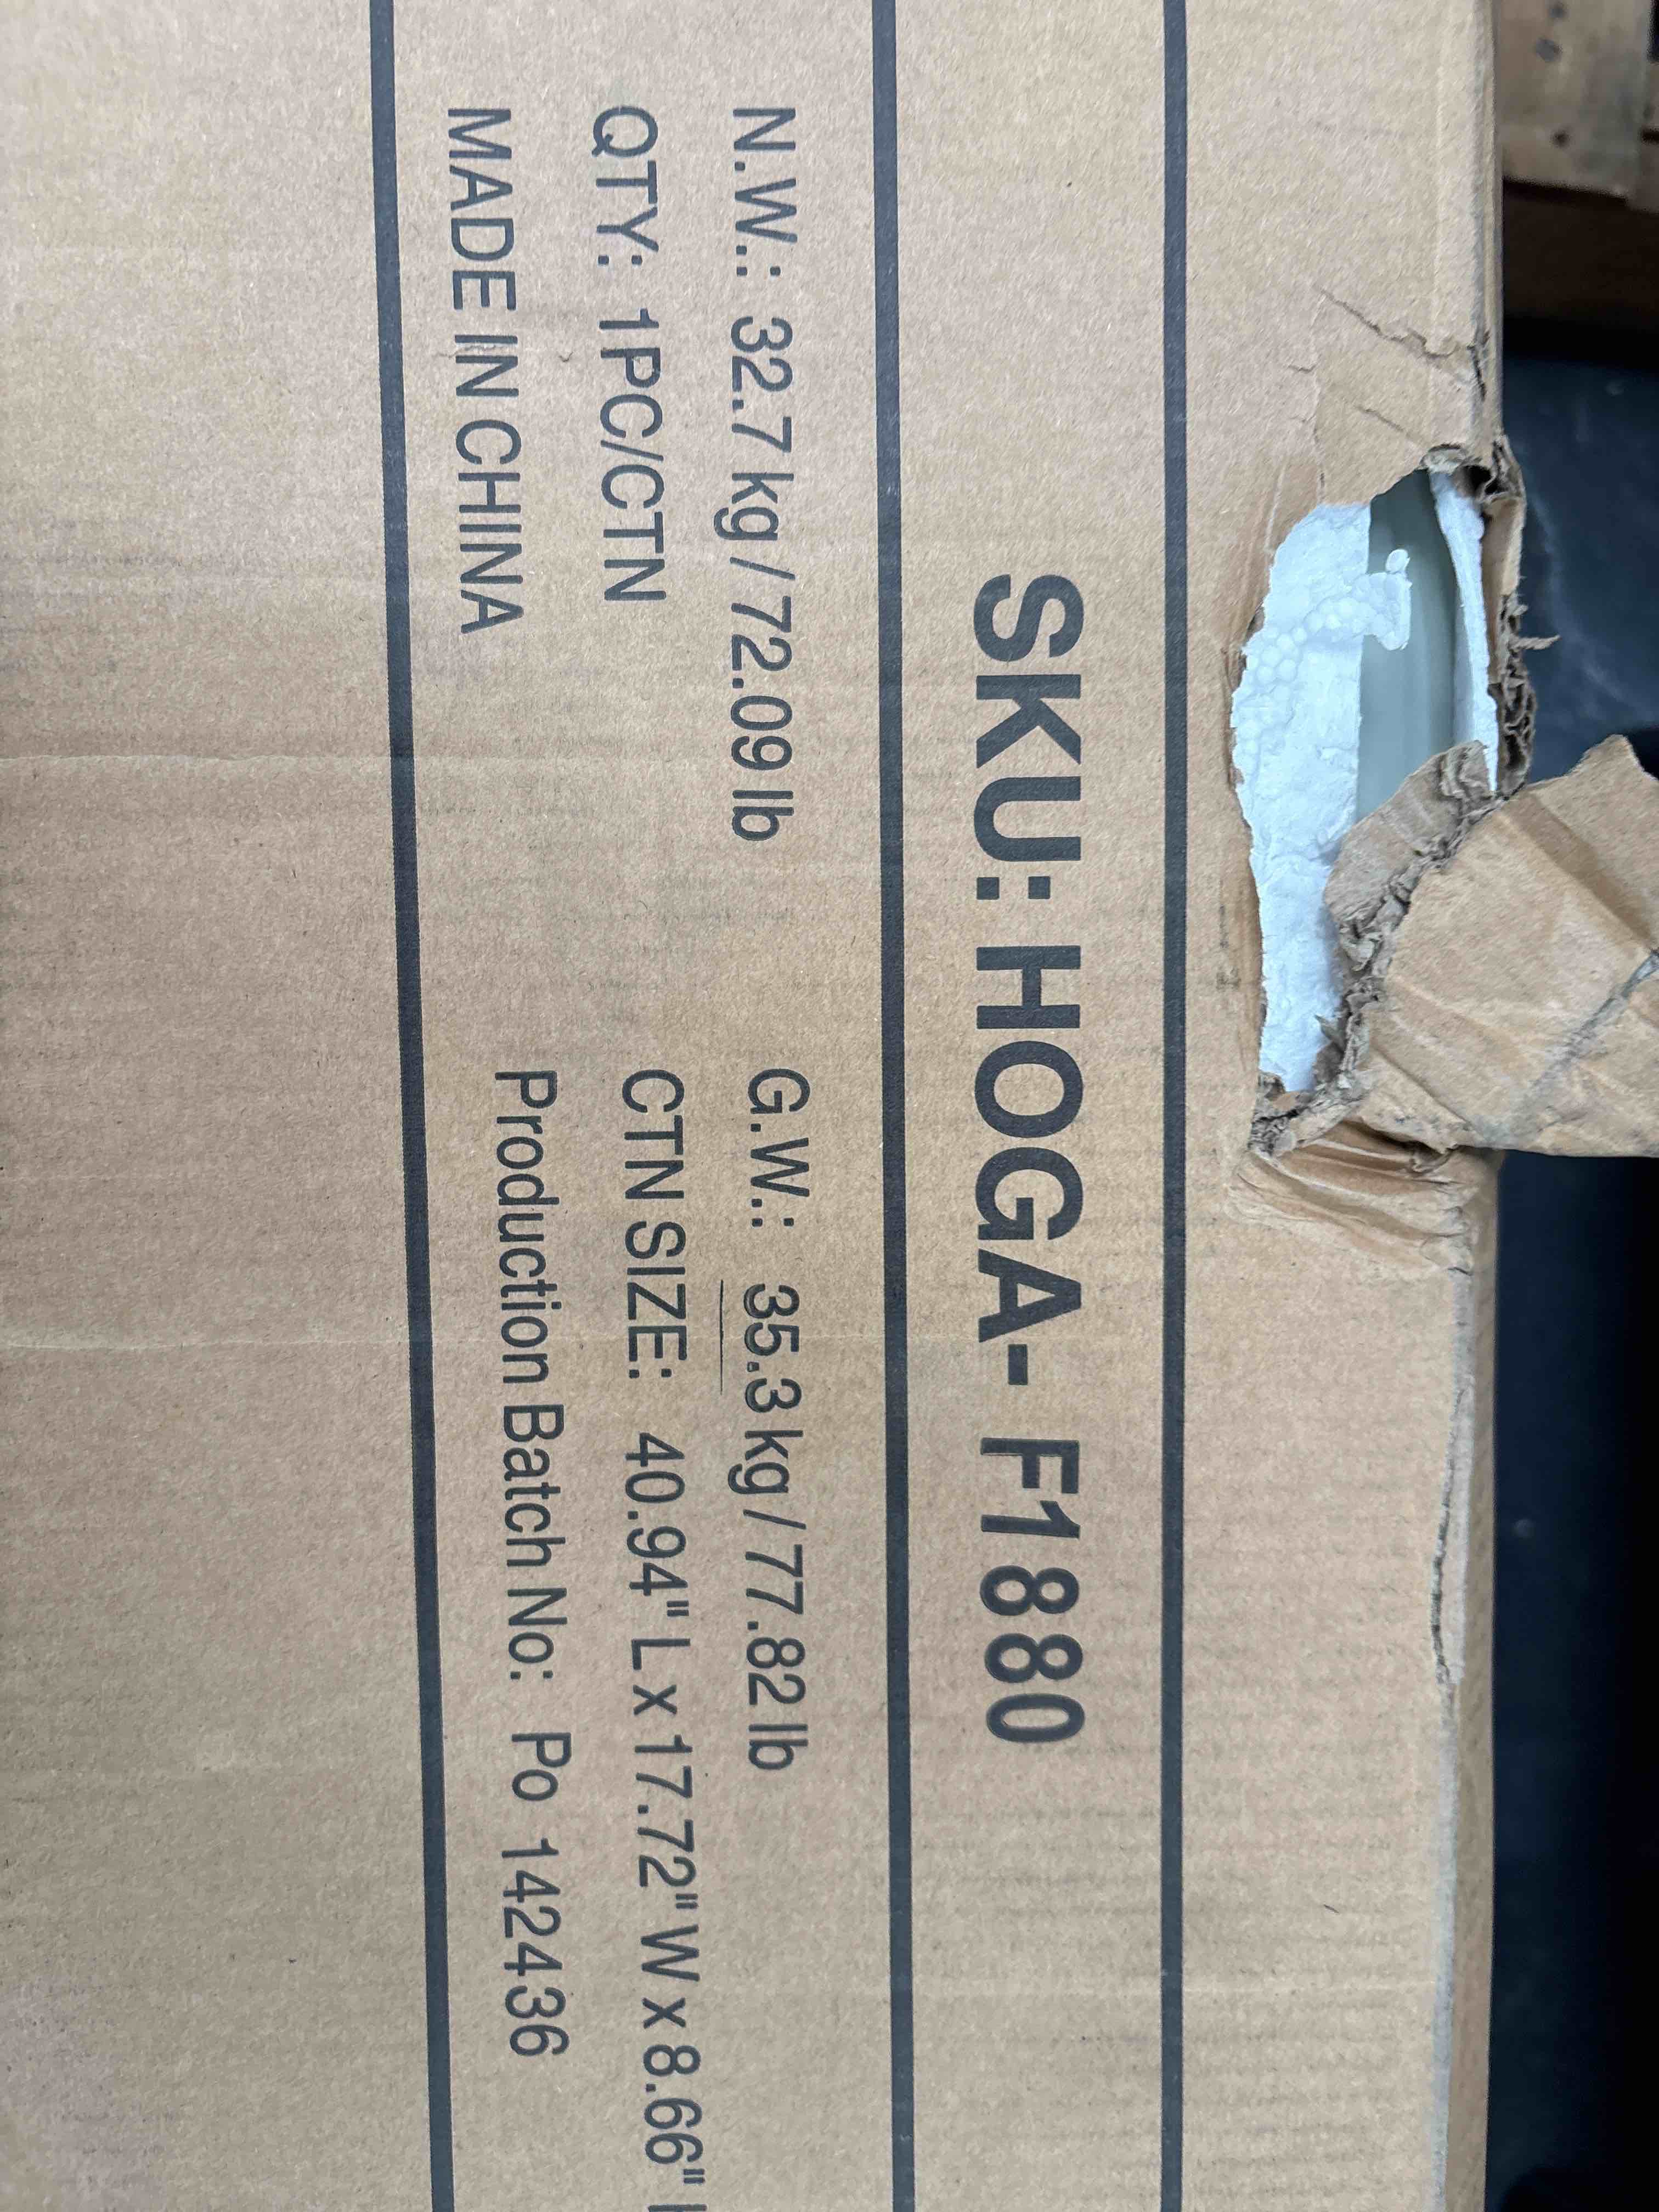 SKU: HOGA- F1880
N.W.: 32.7 kg / 72.09 lb
G.W.: 35.3 kg / 77.82 lb
QTY: 1PC/CTN
CTN SIZE: 40.94" L x 17.72" W x 8.66"
MADE IN CHINA
Production Batch No: Po 142436